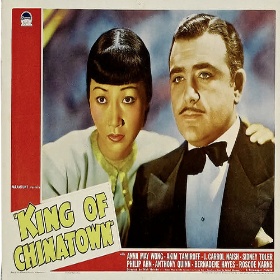 KING OF
CHINATOWN
ANNA MAY WONG · AKIM TAMIROFF · J. CARROL NAISH · SIDNEY TOLER
PHILIP AHN · ANTHONY QUINN · BERNADENE HAYES · ROSCOE KARNS